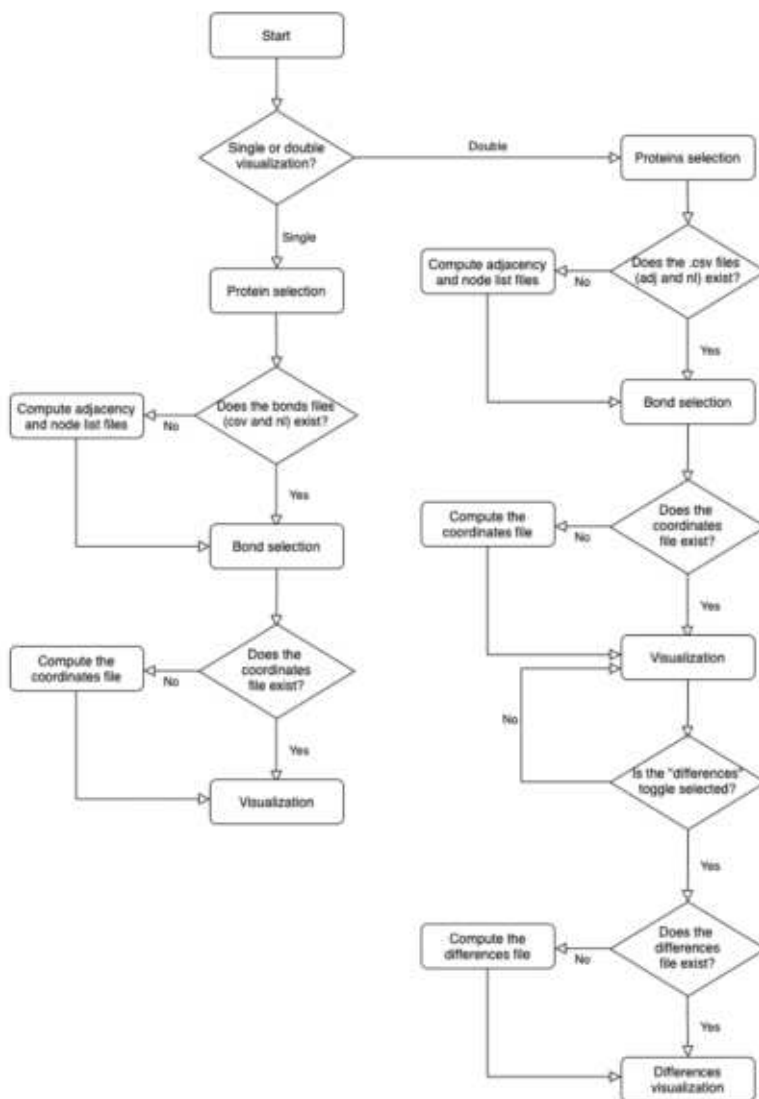 Start
Single or double
visualization?
Double
Single
Proteins selection
Does the .csv files
(adj and nl) exist?
No
Compute adjacency
and node list files
Yes
Protein selection
Does the bonds files
(csv and nl) exist?
No
Compute adjacency
and node list files
Yes
Bond selection
Does the
coordinates
file exist?
No
Compute the
coordinates file
Yes
Visualization
Bond selection
Does the
coordinates
file exist?
No
Compute the
coordinates file
Yes
Visualization
No
Is the "differences"
toggle selected?
Yes
Does the
differences
file exist?
No
Compute the
differences file
Yes
Differences
visualization